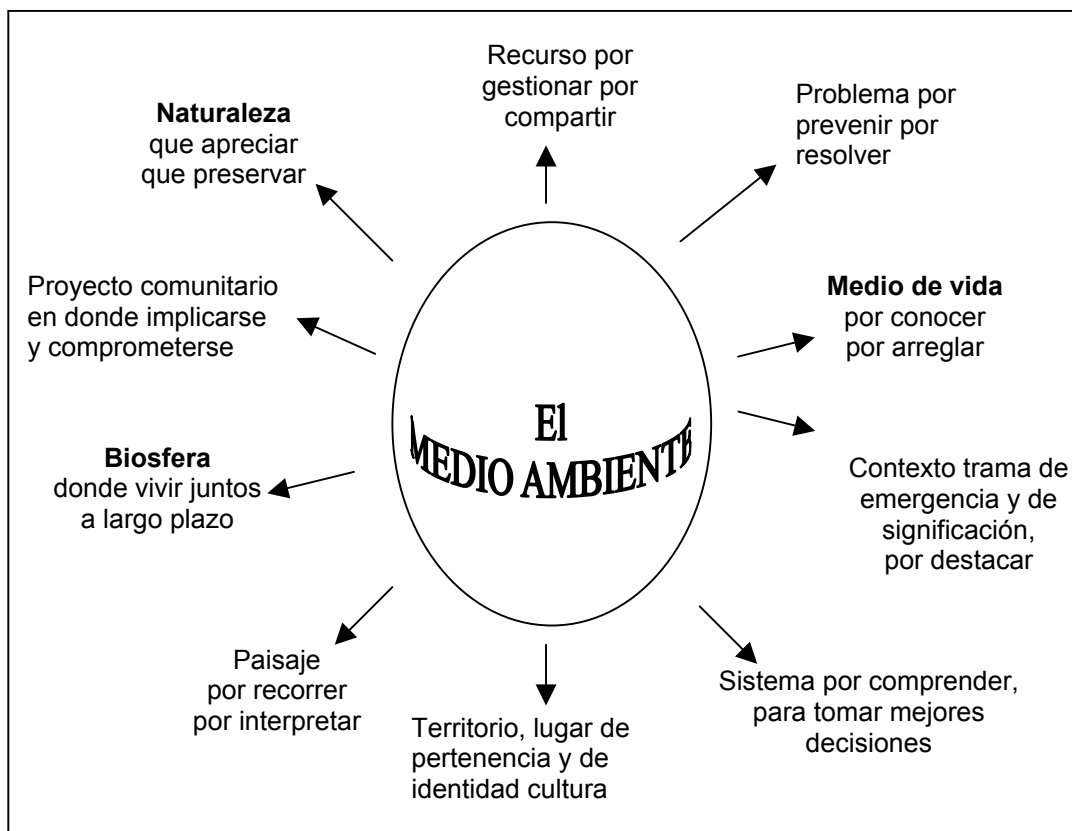 Recurso por
gestionar por
compartir
Naturaleza
que apreciar
que preservar
Problema por
prevenir por
resolver
Proyecto comunitario
en donde implicarse
y comprometerse
Medio de vida
por conocer
por arreglar
El
MEDIO AMBIENTE
Biosfera
donde vivir juntos
a largo plazo
Contexto trama de
emergencia y de
significación,
por destacar
Paisaje
por recorrer
por interpretar
Territorio, lugar de
pertenencia y de
identidad cultura
Sistema por comprender,
para tomar mejores
decisiones